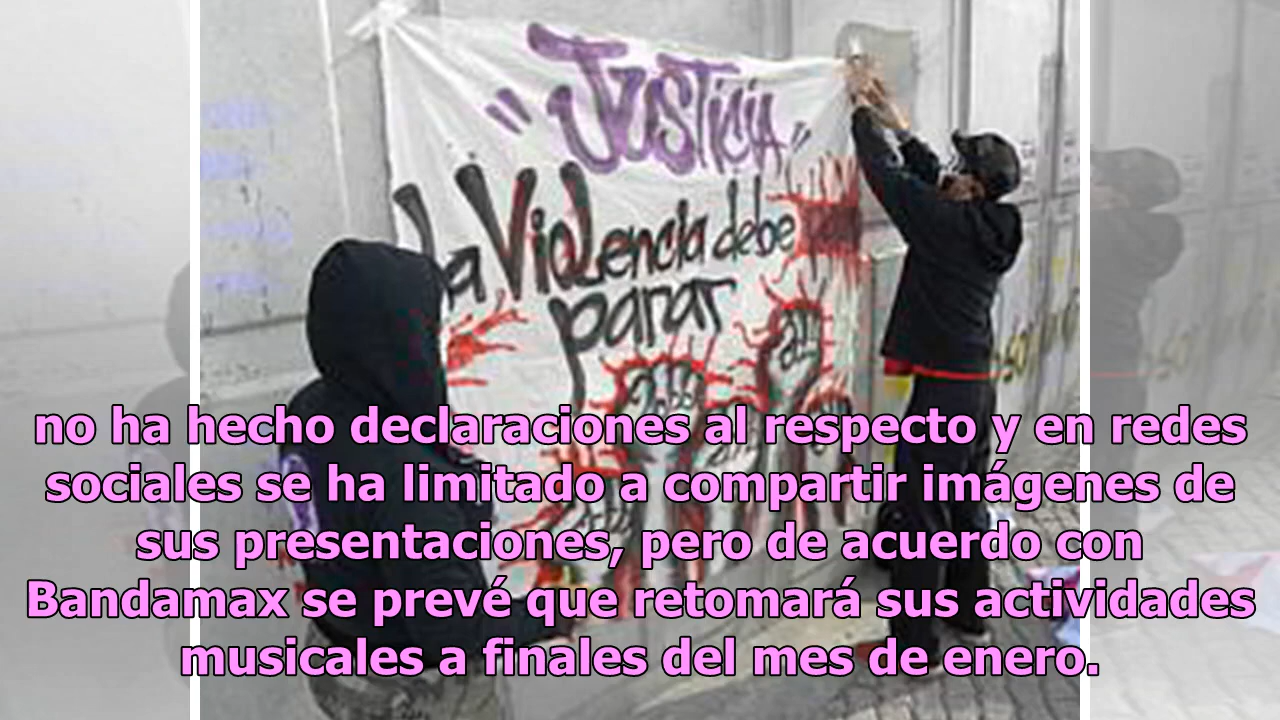 "Justicia"
La Violencia debe
parar
no ha hecho declaraciones al respecto y en redes
sociales se ha limitado a compartir imágenes de
sus presentaciones, pero de acuerdo con
Bandamax se prevé que retomará sus actividades
musicales a finales del mes de enero.